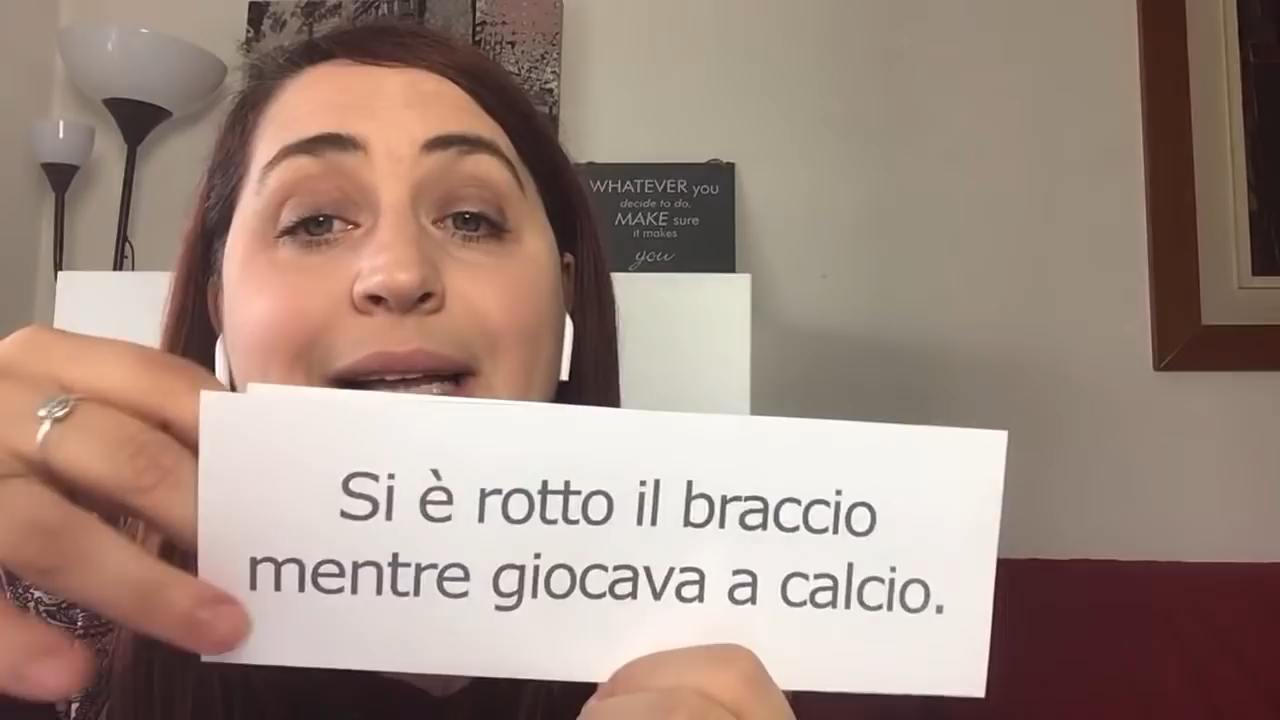 WHATEVER you
decide to do,
MAKE sure
it makes
you
Si è rotto il braccio
mentre giocava a calcio.